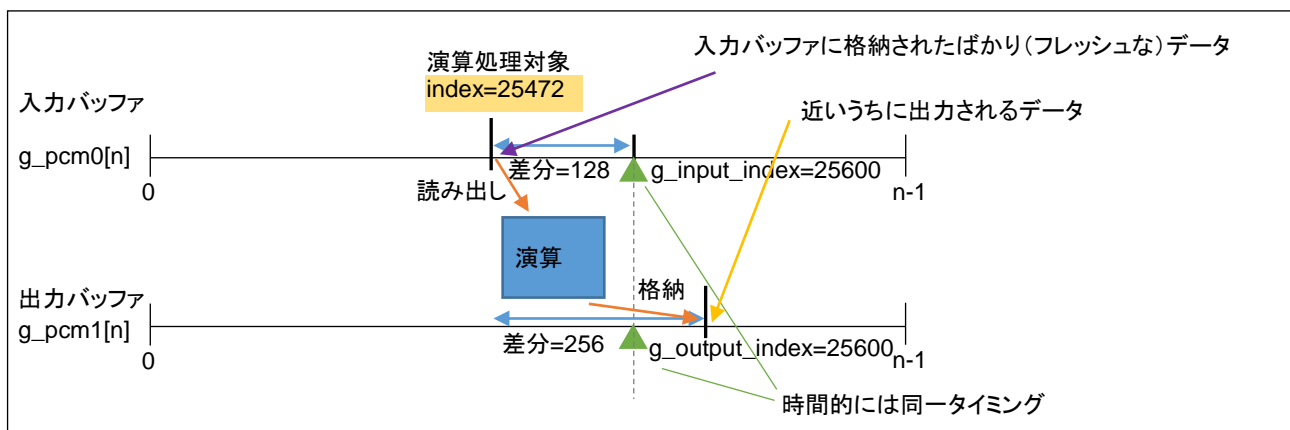 入力バッファに格納されたばかり（フレッシュな）データ
演算処理対象
index=25472
入力バッファ
近いうちに出力されるデータ
g_pcm0[n]
差分=128
g_input_index=25600
0
読み出し
n-1
演算
格納
出力バッファ
g_pcm1[n]
差分=256
g_output_index=25600
0
n-1
時間的には同一タイミング